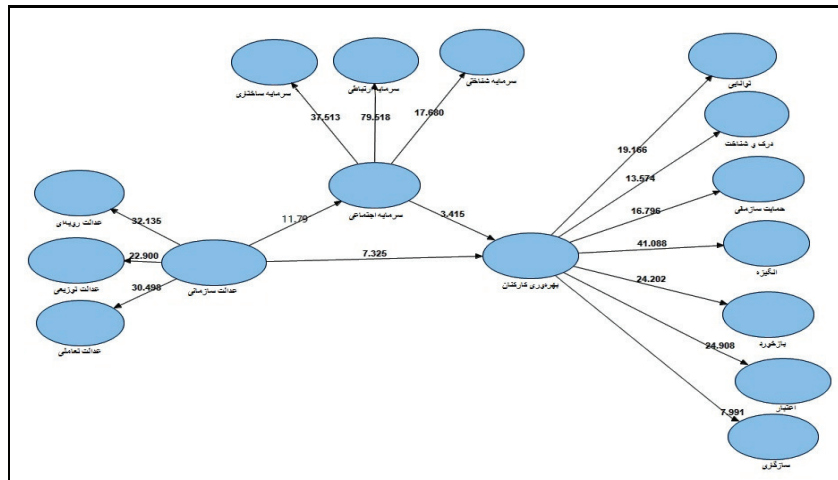 سرمایه ساختاری
سرمایه ارتباطی
سرمایه شناختی
37.513
79.518
17.680
توانایی
درک و شناخت
حمایت سازمانی
انگیزه
بازخورد
اعتبار
سازگاری
19.166
13.574
16.796
41.088
24.202
24.908
7.991
سرمایه اجتماعی
11.79
3.415
7.325
عدالت رویه‌ای
عدالت توزیعی
عدالت تعاملی
32.135
22.900
30.498
عدالت سازمانی
بهره‌وری کارکنان